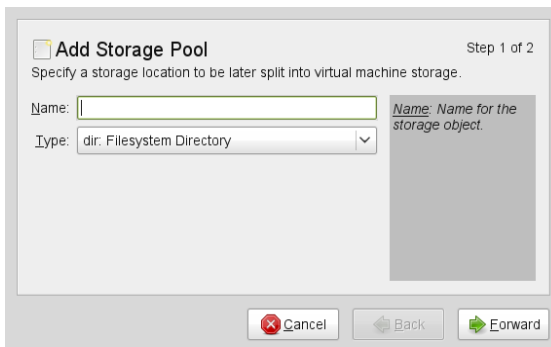 Add Storage Pool
Step 1 of 2
Specify a storage location to be later split into virtual machine storage.
Name:
Name: Name for the
storage object.
Type: dir: Filesystem Directory
Cancel
Back
Forward